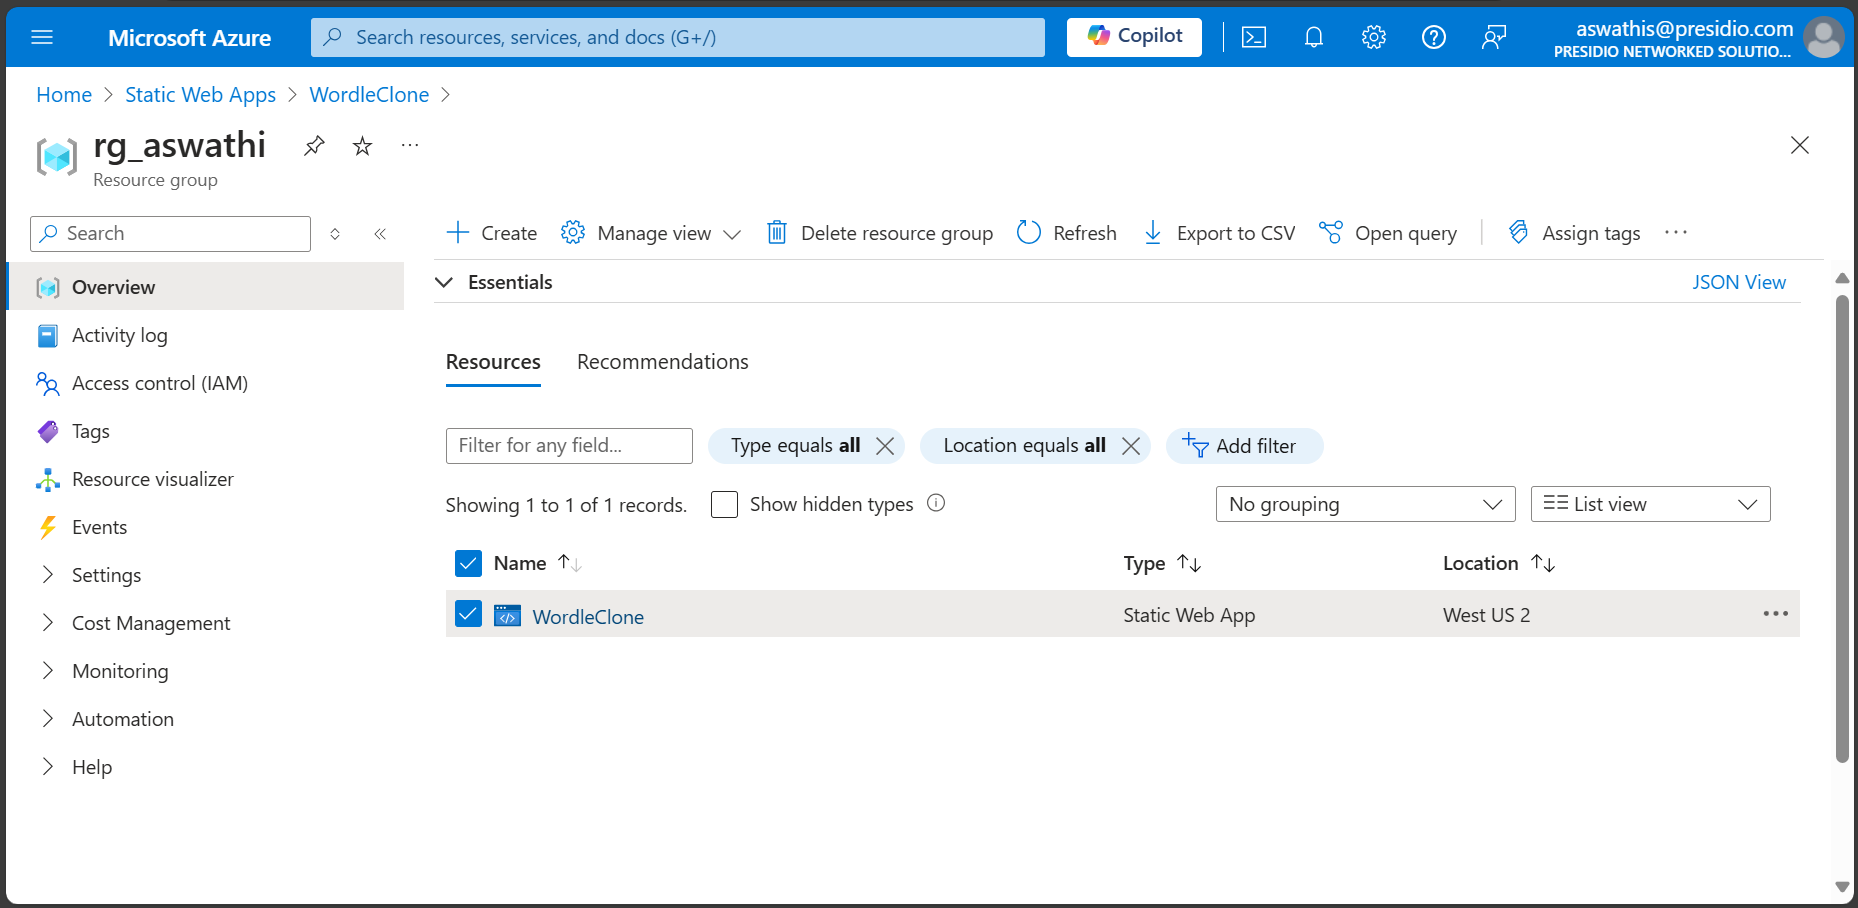 Microsoft Azure
Search resources, services, and docs (G+/)
Copilot
aswathis@presidio.com
PRESIDIO NETWORKED SOLUTIO...
Home > Static Web Apps > WordleClone >
rg_aswathi
Resource group
Search
Create
Manage view
Delete resource group
Refresh
Export to CSV
Open query
Assign tags
Overview
Activity log
Access control (IAM)
Tags
Resource visualizer
Events
Settings
Cost Management
Monitoring
Automation
Help
Essentials
JSON View
Resources
Recommendations
Filter for any field...
Type equals all
Location equals all
Add filter
Showing 1 to 1 of 1 records.
Show hidden types
No grouping
List view
Name
Type
Location
WordleClone
Static Web App
West US 2